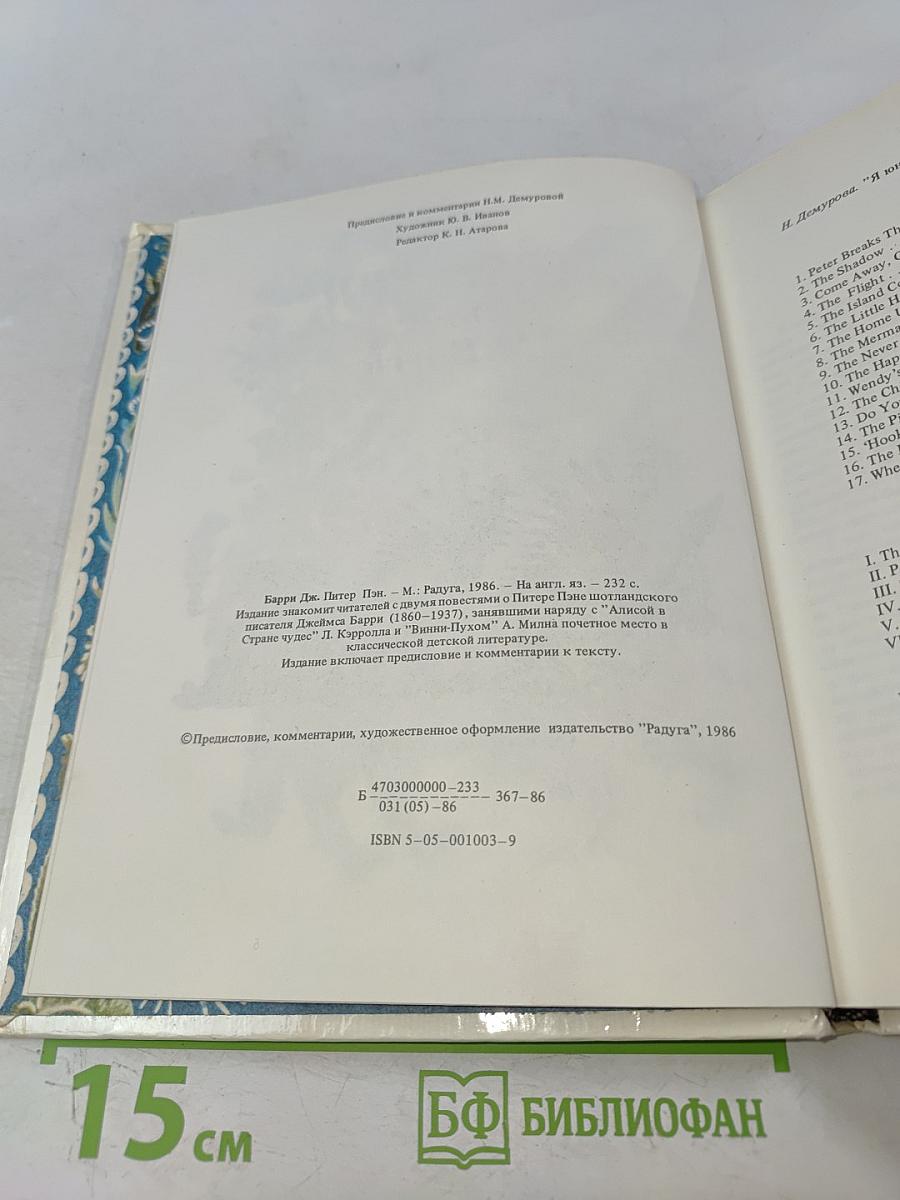 Предисловие и комментарии Н.М. Демуровой
Художник Ю. В. Иванов
Редактор К. Н. Атарова
Барри Дж. Питер Пэн. – М.: Радуга, 1986. – На англ. яз. – 232 с.
Издание знакомит читателей с двумя повестями о Питере Пэне шотландского
писателя Джеймса Барри (1860–1937), занявшими наряду с "Алисой в
Стране чудес" Л. Кэрролла и "Винни-Пухом" А. Милна почетное место в
классической детской литературе.
Издание включает предисловие и комментарии к тексту.
©Предисловие, комментарии, художественное оформление издательство "Радуга", 1986
Б 4703000000–233
031(05)–86
367–86
ISBN 5–05–001003–9
Н. Демурова. "Я
1. Peter Breaks
2. The Shadow
3. Come Away,
4. The Flight
5. The Island
6. The Little
7. The Home
8. The
9. The Never
10. The
11. Wendy's
12. The
13. Do
14. The
15. 'Hook
16. The
17.
I.
II.
III.
IV.
V.
15 см
БФ БИБЛИОФАН